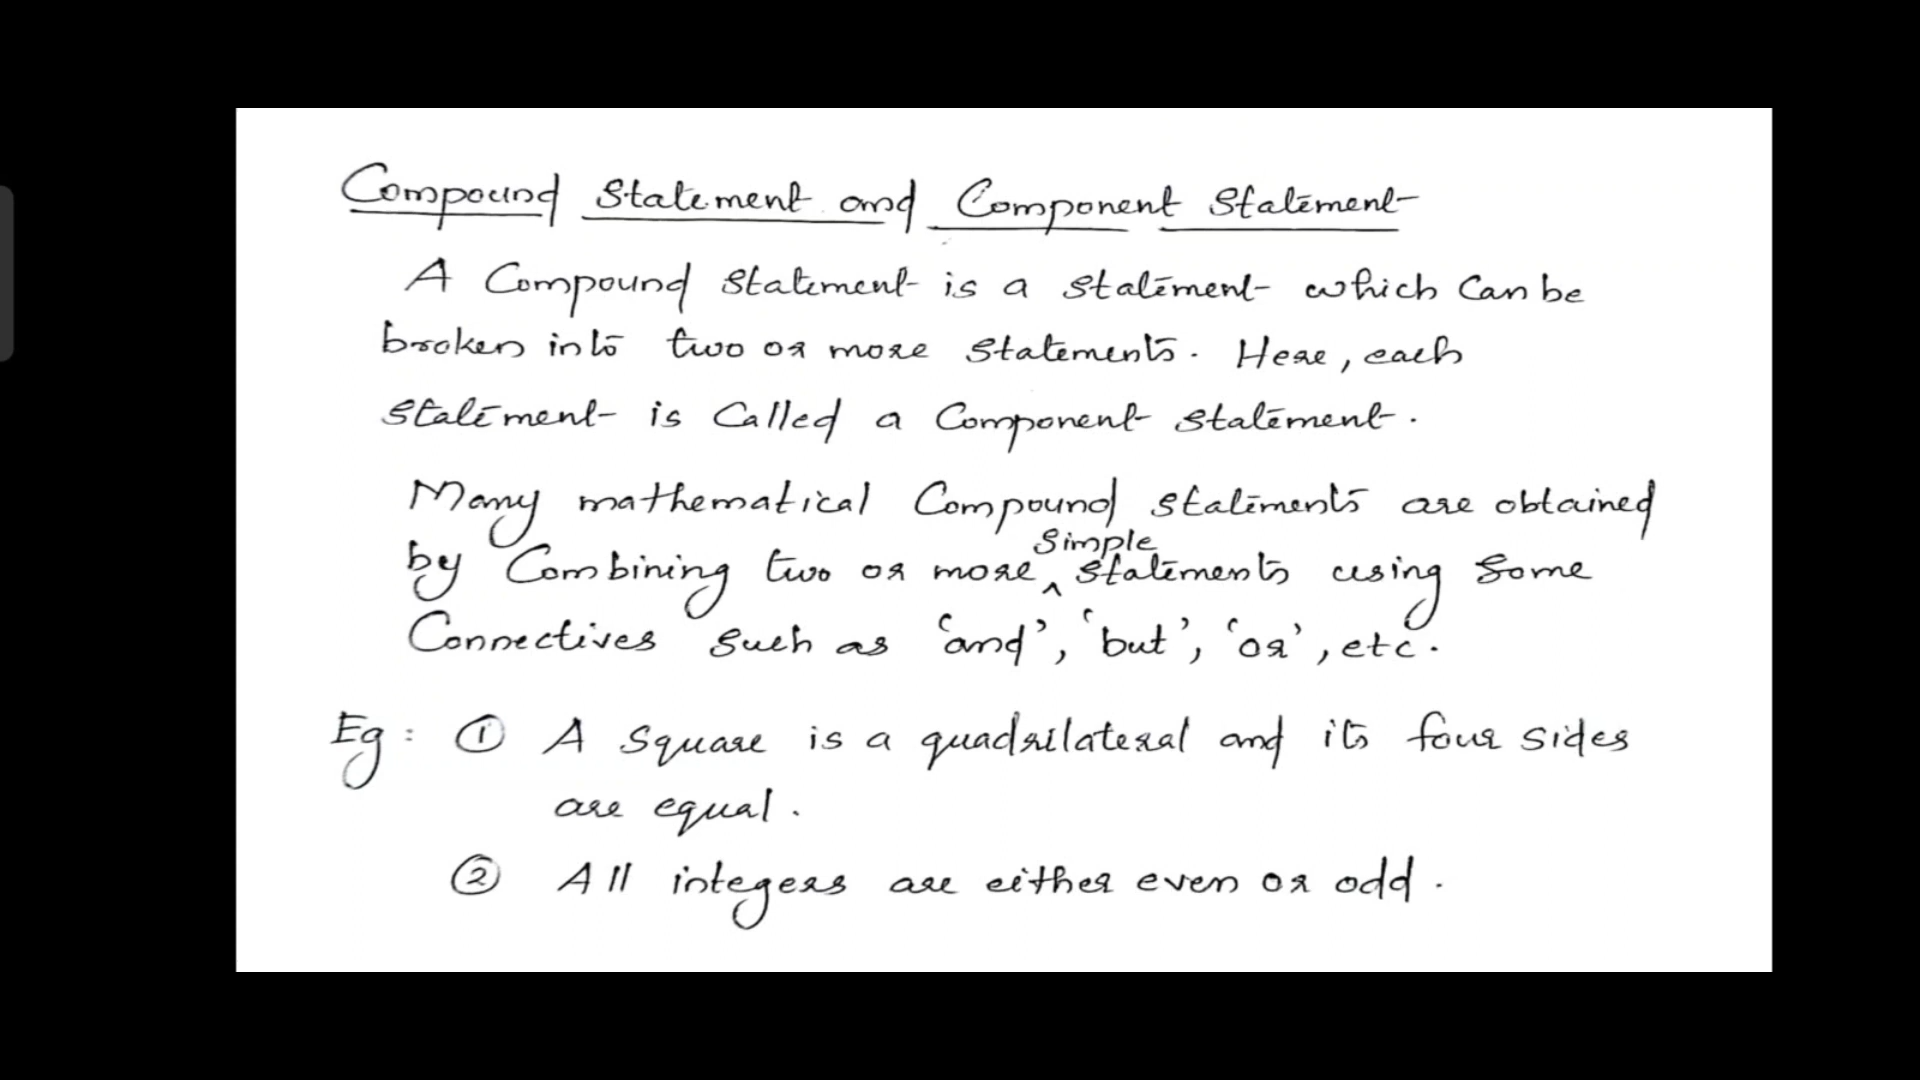 Compound Statement and Component Statement
A Compound Statement is a Statement which can be
broken into two or more Statements. Here, each
Statement is Called a Component Statement.
Many mathematical Compound Statements are obtained
by Combining two or more simple Statements using some
Connectives such as 'and', 'but', 'or', etc.
Eg: ① A square is a quadrilateral and its four sides
are equal.
② All integers are either even or odd.